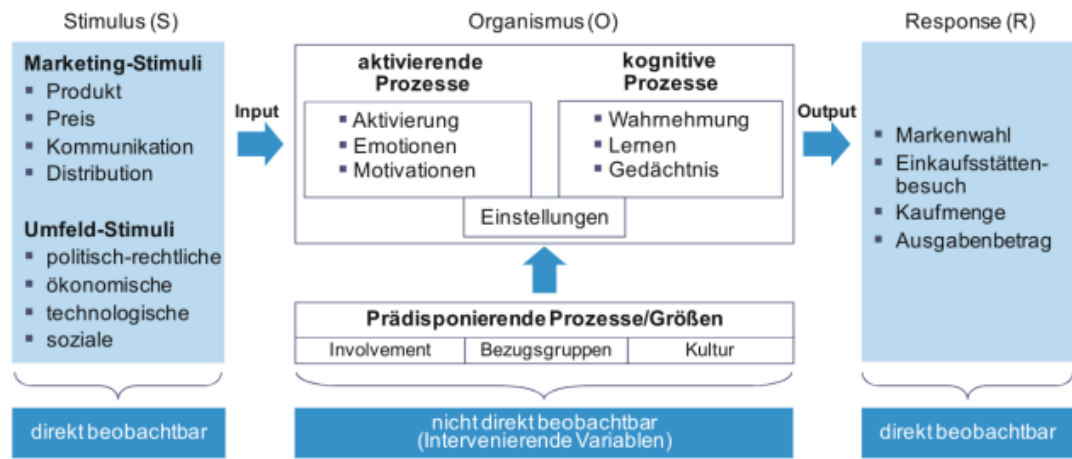 Stimulus (S)
Marketing-Stimuli
Produkt
Preis
Kommunikation
Distribution
Umfeld-Stimuli
politisch-rechtliche
ökonomische
technologische
soziale
direkt beobachtbar
Input
Organismus (O)
aktivierende
Prozesse
Aktivierung
Emotionen
Motivationen
kognitive
Prozesse
Wahrnehmung
Lernen
Gedächtnis
Einstellungen
Prädisponierende Prozesse/Größen
Involvement
Bezugsgruppen
Kultur
nicht direkt beobachtbar
(Intervenierende Variablen)
Output
Response (R)
Markenwahl
Einkaufsstätten-
besuch
Kaufmenge
Ausgabenbetrag
direkt beobachtbar